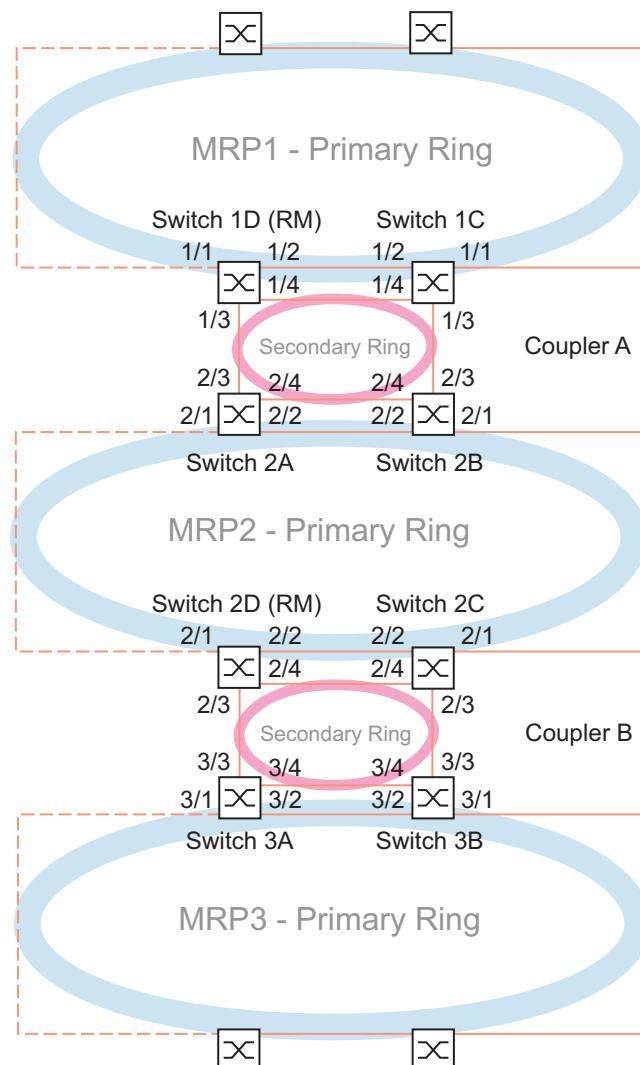 MRP1 - Primary Ring
Switch 1D (RM) Switch 1C
1/1 1/2 1/2 1/1
1/4 1/4
1/3 1/3
Secondary Ring Coupler A
2/3 2/4 2/4 2/3
2/1 2/2 2/2 2/1
Switch 2A Switch 2B
MRP2 - Primary Ring
Switch 2D (RM) Switch 2C
2/1 2/2 2/2 2/1
2/4 2/4
2/3 2/3
Secondary Ring Coupler B
3/3 3/4 3/4 3/3
3/1 3/2 3/2 3/1
Switch 3A Switch 3B
MRP3 - Primary Ring